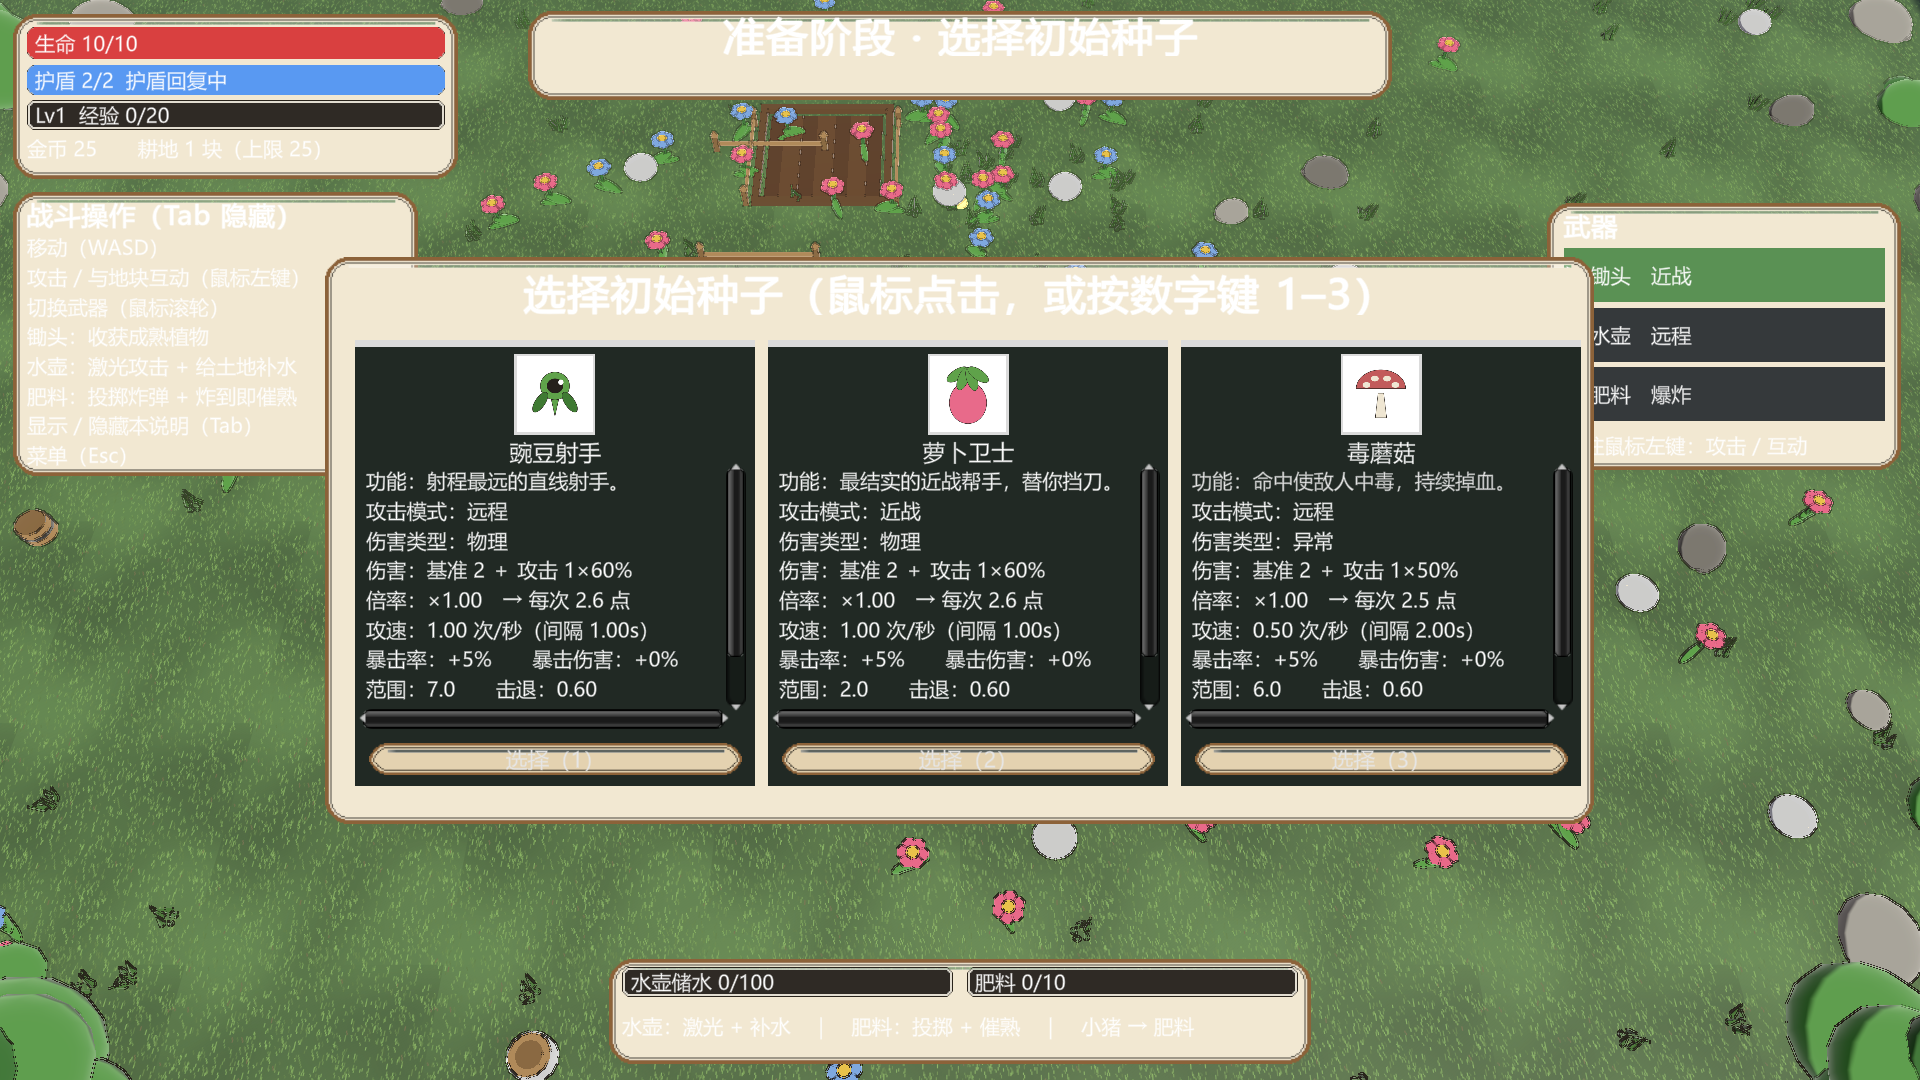 生命 10/10
护盾 2/2 护盾回复中
Lv1 经验 0/20
金币 25 耕地 1 块（上限 25）
准备阶段 · 选择初始种子
战斗操作（Tab 隐藏）
移动（WASD）
攻击 / 与地块互动（鼠标左键）
切换武器（鼠标滚轮）
锄头：收获成熟植物
水壶：激光攻击 + 给土地补水
肥料：投掷炸弹 + 炸到即催熟
显示 / 隐藏本说明（Tab）
菜单（Esc）
武器
锄头 近战
水壶 远程
肥料 爆炸
鼠标左键：攻击 / 互动
选择初始种子（鼠标点击，或按数字键 1–3）
豌豆射手
功能：射程最远的直线射手。
攻击模式：远程
伤害类型：物理
伤害：基准 2 + 攻击 1×60%
倍率：×1.00 → 每次 2.6 点
攻速：1.00 次/秒（间隔 1.00s）
暴击率：+5% 暴击伤害：+0%
范围：7.0 击退：0.60
选择（1）
萝卜卫士
功能：最结实的近战帮手，替你挡刀。
攻击模式：近战
伤害类型：物理
伤害：基准 2 + 攻击 1×60%
倍率：×1.00 → 每次 2.6 点
攻速：1.00 次/秒（间隔 1.00s）
暴击率：+5% 暴击伤害：+0%
范围：2.0 击退：0.60
选择（2）
毒蘑菇
功能：命中使敌人中毒，持续掉血。
攻击模式：远程
伤害类型：异常
伤害：基准 2 + 攻击 1×50%
倍率：×1.00 → 每次 2.5 点
攻速：0.50 次/秒（间隔 2.00s）
暴击率：+5% 暴击伤害：+0%
范围：6.0 击退：0.60
选择（3）
水壶储水 0/100
肥料 0/10
水壶：激光 + 补水 | 肥料：投掷 + 催熟 | 小猪 → 肥料